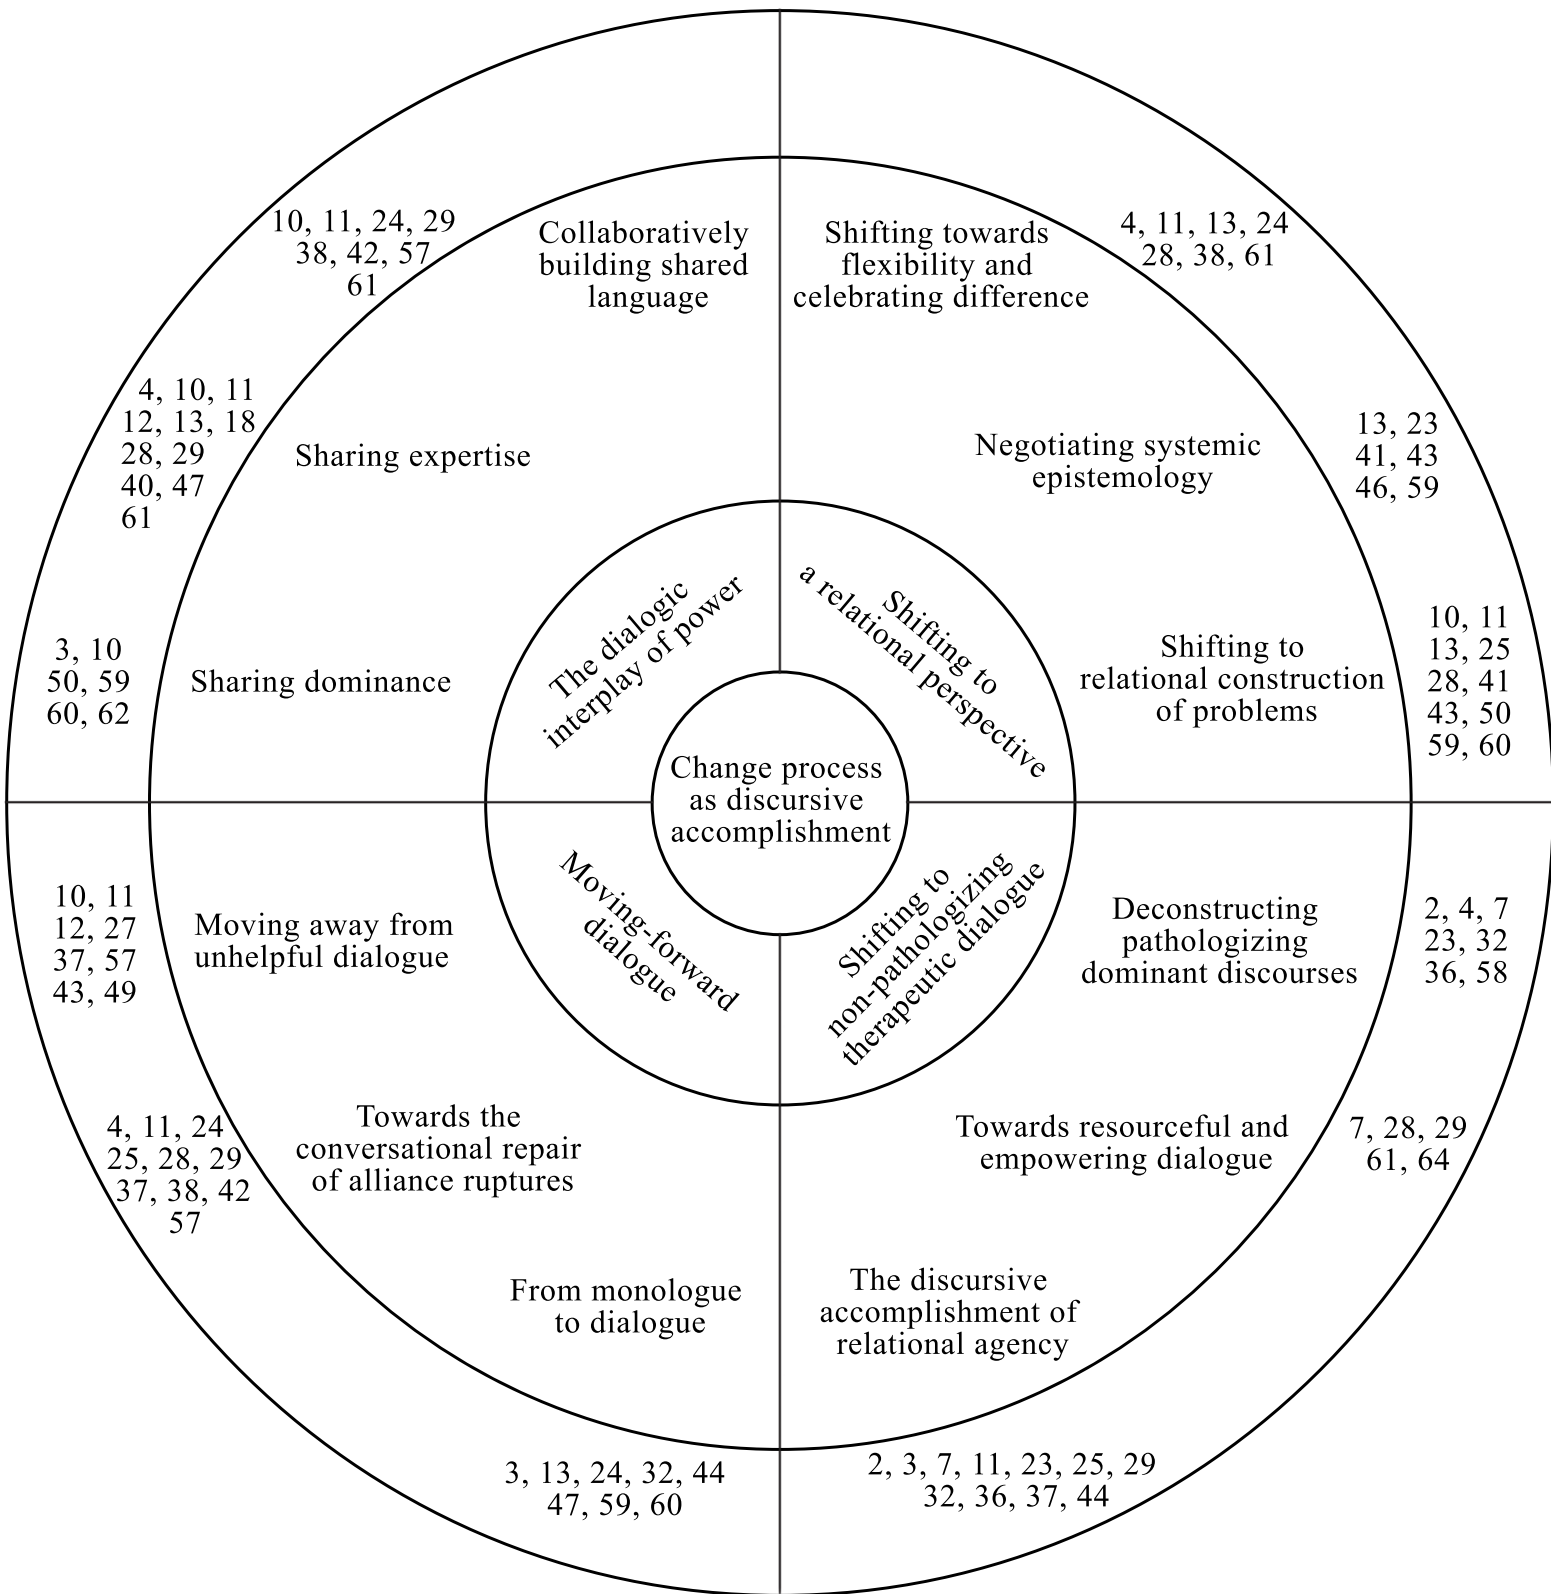 10, 11, 24, 29
38, 42, 57
61
Collaboratively
building shared
language
Shifting towards
flexibility and
celebrating difference
4, 11, 13, 24
28, 38, 61
4, 10, 11
12, 13, 18
28, 29
40, 47
61
Sharing expertise
Negotiating systemic
epistemology
13, 23
41, 43
46, 59
3, 10
50, 59
60, 62
Sharing dominance
The dialogic
interplay of power
Shifting to
a relational perspective
Shifting to
relational construction
of problems
10, 11
13, 25
28, 41
43, 50
59, 60
Change process
as discursive
accomplishment
10, 11
12, 27
37, 57
43, 49
Moving away from
unhelpful dialogue
Moving-forward
dialogue
Shifting to
non-pathologizing
therapeutic dialogue
Deconstructing
pathologizing
dominant discourses
2, 4, 7
23, 32
36, 58
4, 11, 24
25, 28, 29
37, 38, 42
57
Towards the
conversational repair
of alliance ruptures
Towards resourceful and
empowering dialogue
7, 28, 29
61, 64
From monologue
to dialogue
The discursive
accomplishment of
relational agency
3, 13, 24, 32, 44
47, 59, 60
2, 3, 7, 11, 23, 25, 29
32, 36, 37, 44